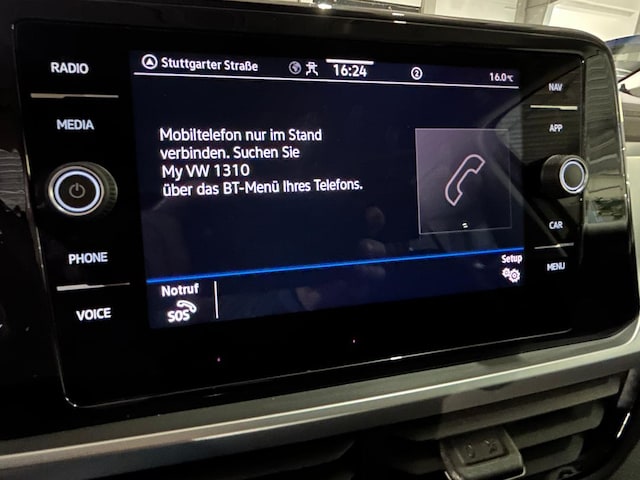 RADIO
MEDIA
PHONE
VOICE
Stuttgarter Straße 16:24 2 16.0°C
Mobiltelefon nur im Stand
verbinden. Suchen Sie
My VW 1310
über das BT-Menü Ihres Telefons.
Notruf
SOS
Setup
NAV
APP
CAR
MENU